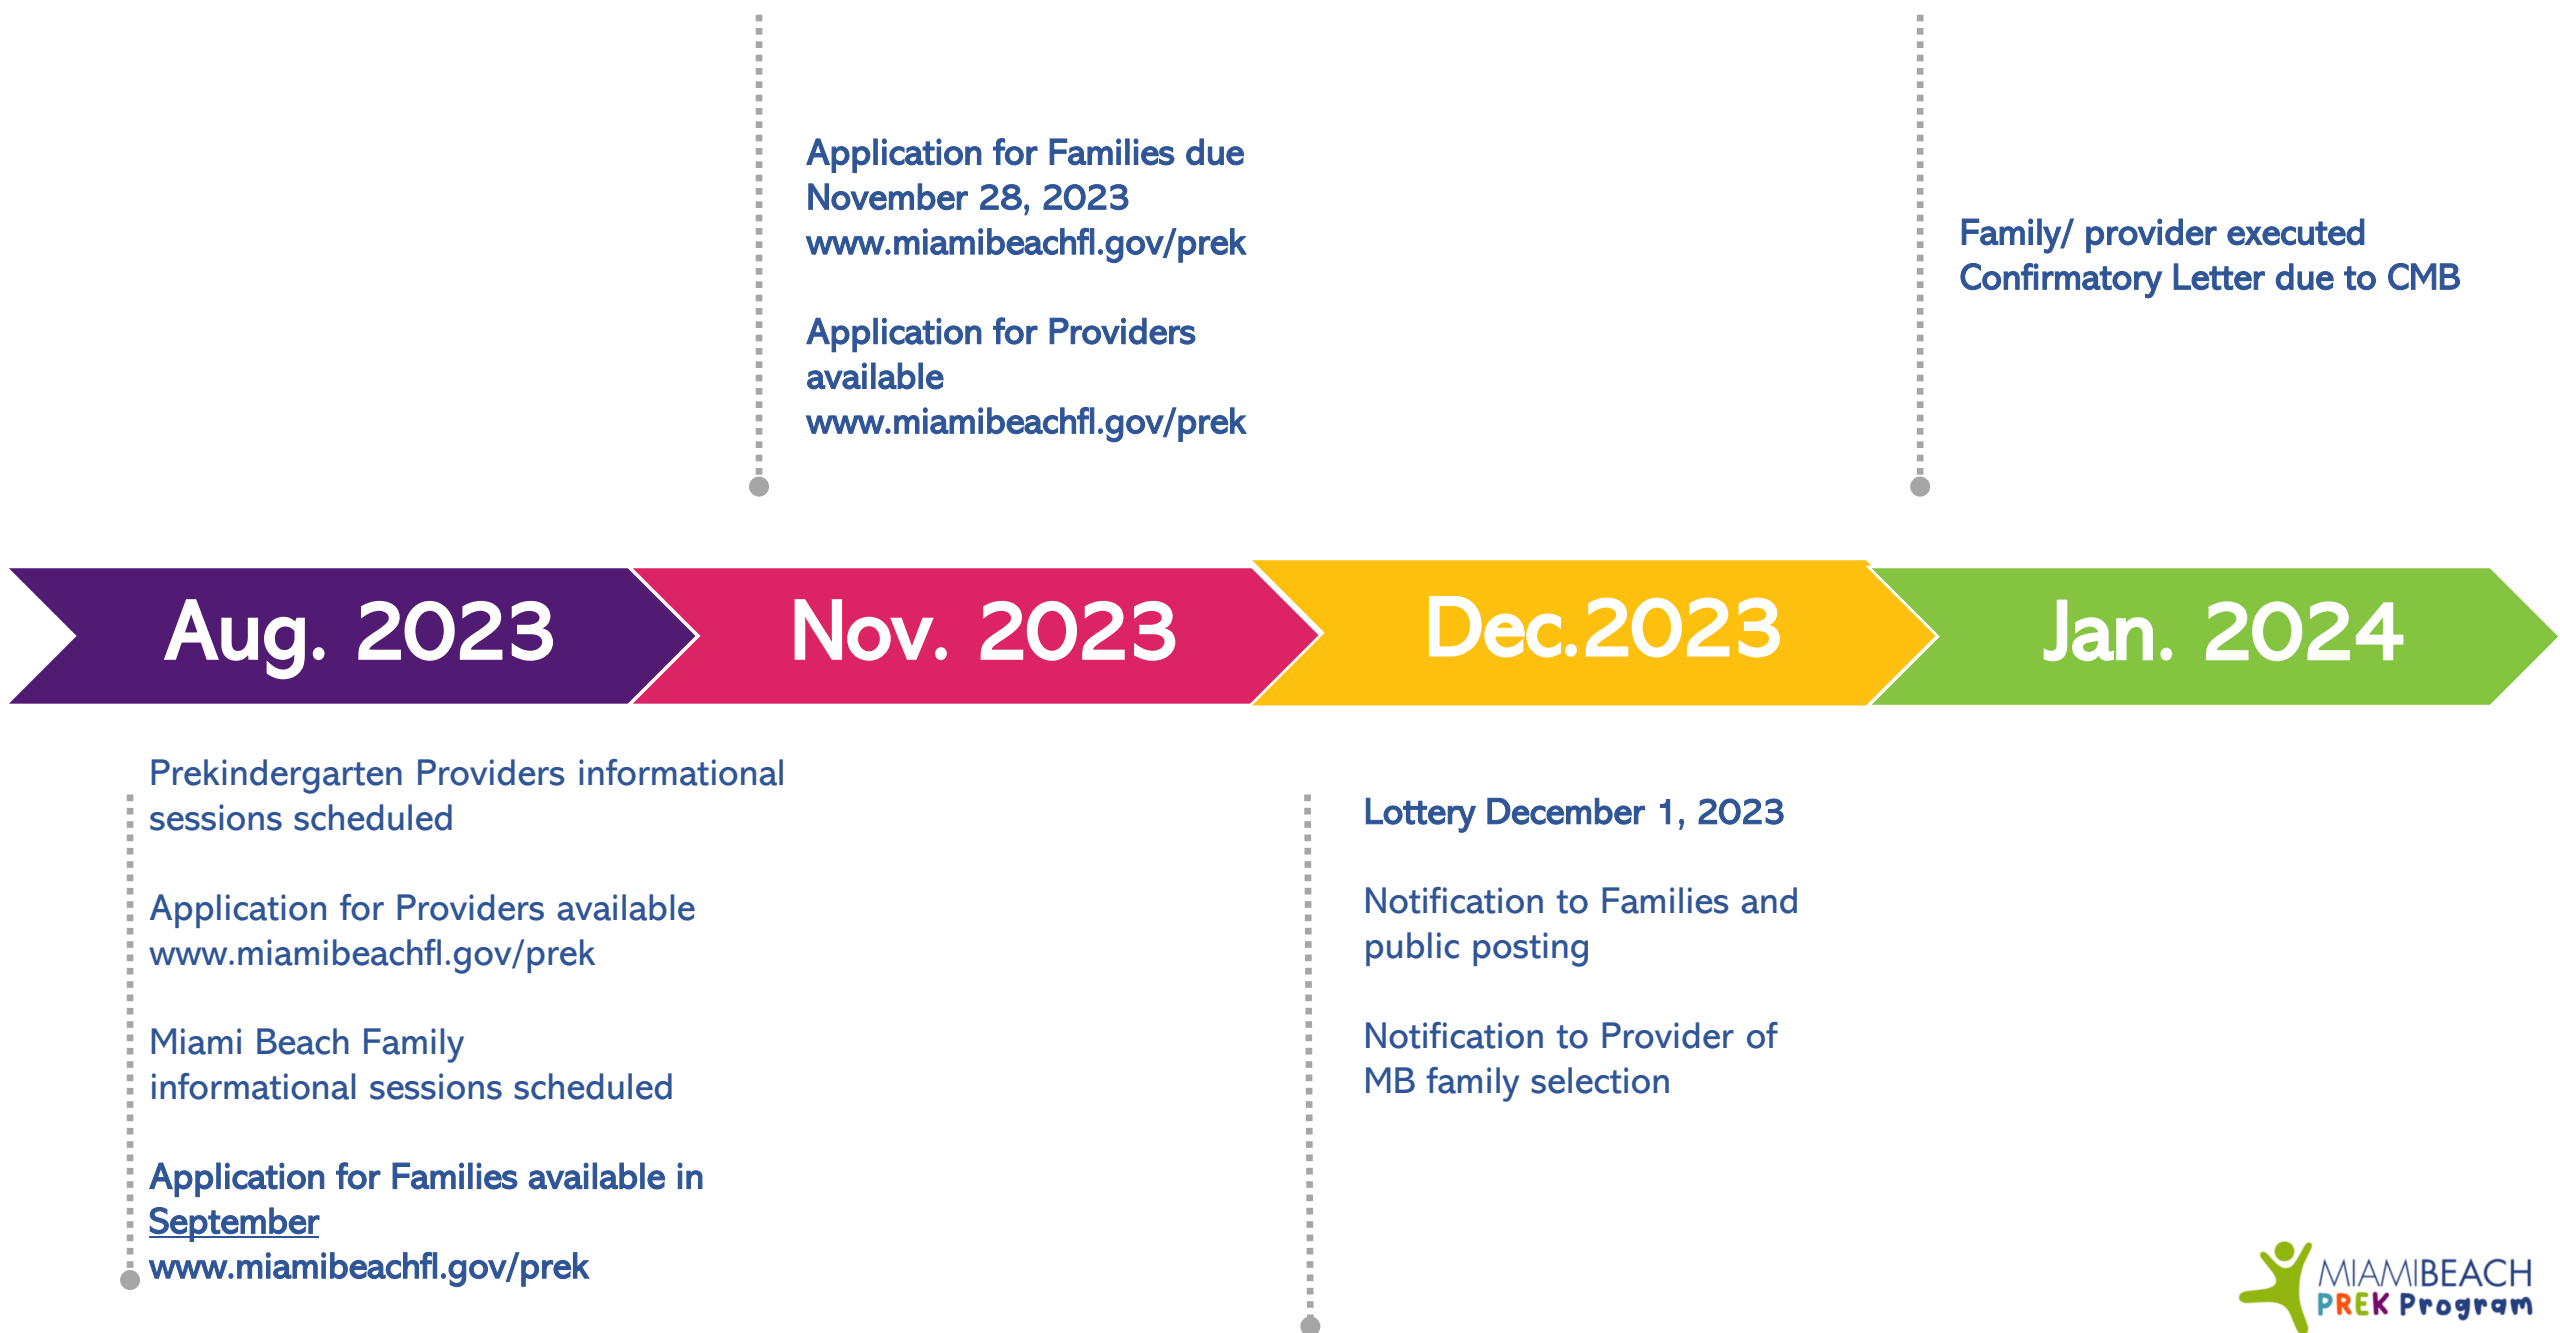 Application for Families due
November 28, 2023
www.miamibeachfl.gov/prek
Application for Providers
available
www.miamibeachfl.gov/prek
Family/ provider executed
Confirmatory Letter due to CMB
Aug. 2023
Nov. 2023
Dec.2023
Jan. 2024
Prekindergarten Providers informational
sessions scheduled
Application for Providers available
www.miamibeachfl.gov/prek
Miami Beach Family
informational sessions scheduled
Application for Families available in
September
www.miamibeachfl.gov/prek
Lottery December 1, 2023
Notification to Families and
public posting
Notification to Provider of
MB family selection
MIAMIBEACH
PREK Program